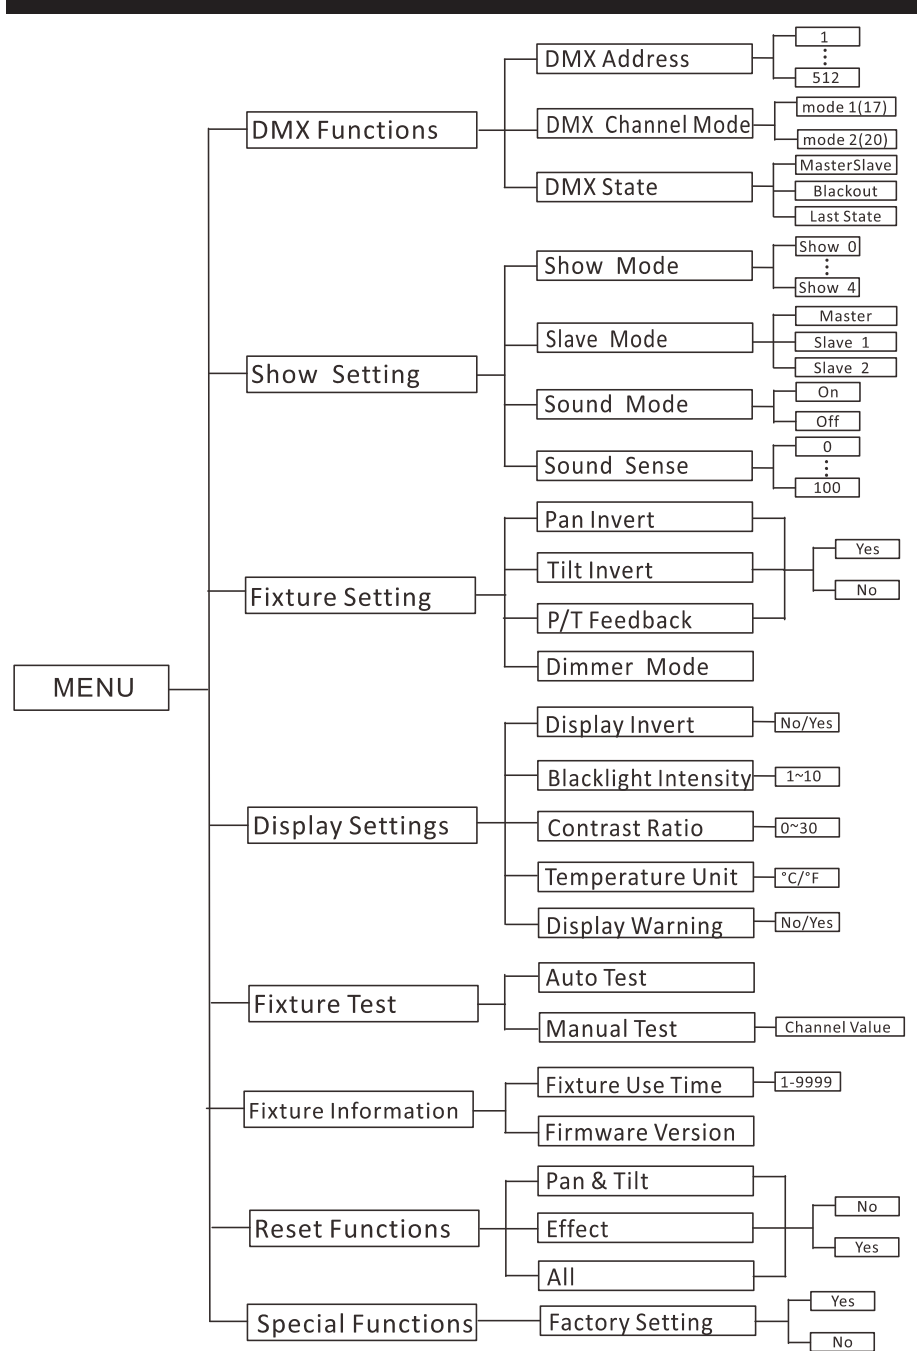 MENU
DMX Functions
DMX Address
1
512
DMX Channel Mode
mode 1(17)
mode 2(20)
DMX State
MasterSlave
Blackout
Last State
Show Setting
Show Mode
Show 0
Show 4
Slave Mode
Master
Slave 1
Slave 2
Sound Mode
On
Off
Sound Sense
0
100
Fixture Setting
Pan Invert
Tilt Invert
P/T Feedback
Yes
No
Dimmer Mode
Display Settings
Display Invert
No/Yes
Blacklight Intensity
1~10
Contrast Ratio
0~30
Temperature Unit
°C/°F
Display Warning
No/Yes
Fixture Test
Auto Test
Manual Test
Channel Value
Fixture Information
Fixture Use Time
1-9999
Firmware Version
Reset Functions
Pan & Tilt
Effect
All
No
Yes
Special Functions
Factory Setting
Yes
No